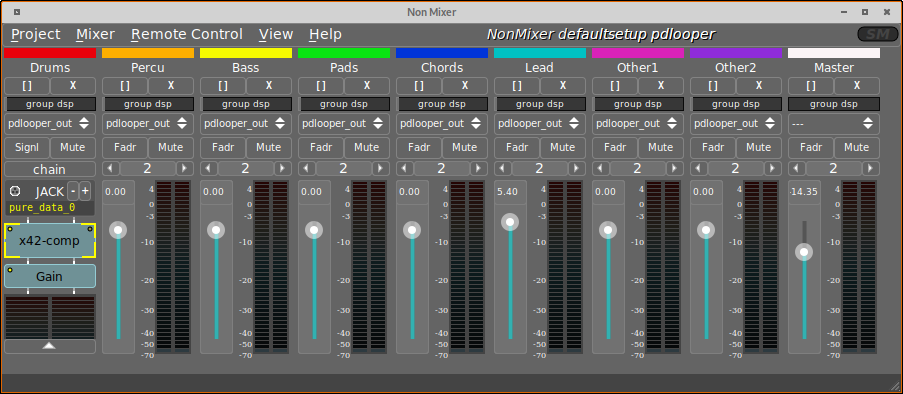 Non Mixer
Project Mixer Remote Control View Help NonMixer defaultsetup pdlooper SM
Drums Percu Bass Pads Chords Lead Other1 Other2 Master
[ ] X [ ] X [ ] X [ ] X [ ] X [ ] X [ ] X [ ] X [ ] X
group dsp group dsp group dsp group dsp group dsp group dsp group dsp group dsp group dsp
pdlooper_out pdlooper_out pdlooper_out pdlooper_out pdlooper_out pdlooper_out pdlooper_out pdlooper_out ---
Signl Mute Fadr Mute Fadr Mute Fadr Mute Fadr Mute Fadr Mute Fadr Mute Fadr Mute Fadr Mute
chain 2 2 2 2 2 2 2 2
JACK - + 0.00 4 0.00 4 0.00 4 0.00 4 5.40 4 0.00 4 0.00 4 -14.35 4
0 0 0 0 0 0 0 0
pure_data_0
-3 -3 -3 -3 -3 -3 -3 -3
x42-comp -10 -10 -10 -10 -10 -10 -10 -10
Gain -20 -20 -20 -20 -20 -20 -20 -20
-30 -30 -30 -30 -30 -30 -30 -30
-40 -40 -40 -40 -40 -40 -40 -40
-50 -50 -50 -50 -50 -50 -50 -50
-70 -70 -70 -70 -70 -70 -70 -70